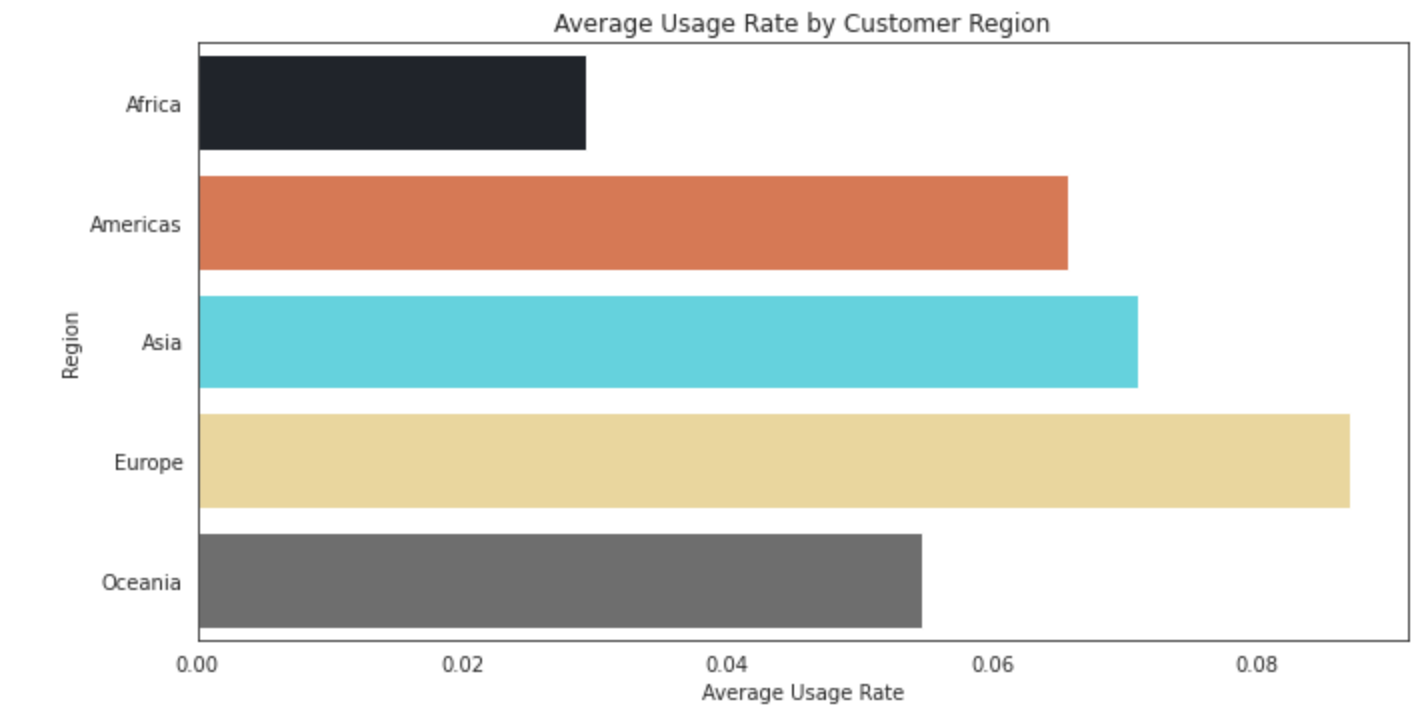 Average Usage Rate by Customer Region
Africa
Americas
Asia
Europe
Oceania
Region
0.00 0.02 0.04 0.06 0.08
Average Usage Rate